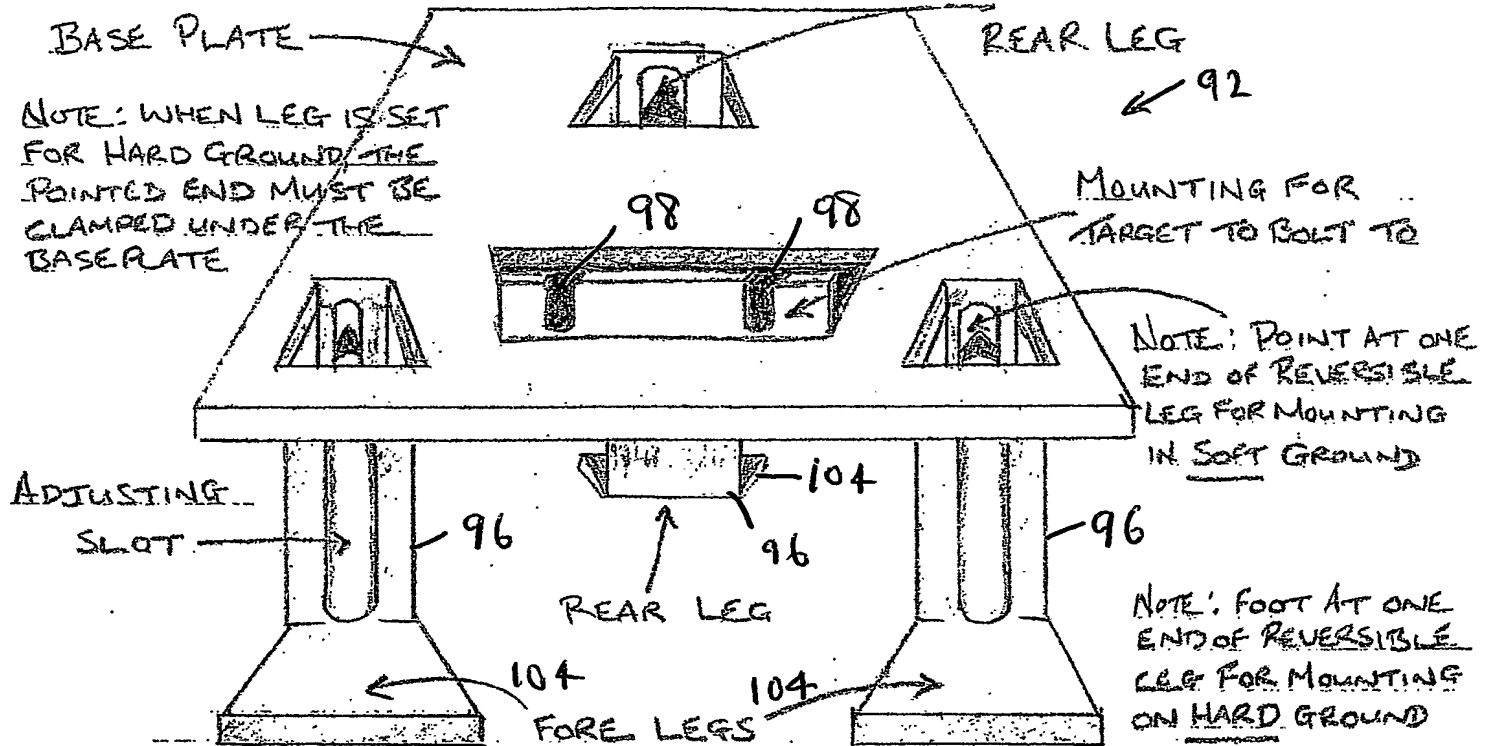 BASE PLATE
REAR LEG
92
NOTE: WHEN LEG IS SET
FOR HARD GROUND THE
POINTED END MUST BE
CLAMPED UNDER THE
BASEPLATE
98
98
MOUNTING FOR
TARGET TO BOLT TO
NOTE: POINT AT ONE
END OF REVERSIBLE
LEG FOR MOUNTING
IN SOFT GROUND
ADJUSTING
SLOT
96
104
96
96
REAR LEG
NOTE: FOOT AT ONE
END OF REVERSIBLE
LEG FOR MOUNTING
ON HARD GROUND
104
104
FORE LEGS